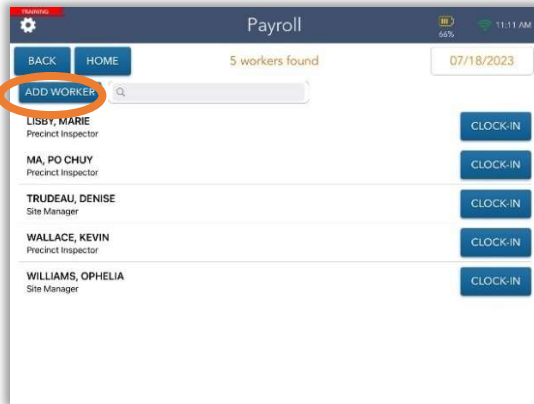 TRAINING
Payroll
66%
11:11 AM
BACK
HOME
5 workers found
07/18/2023
ADD WORKER
LISBY, MARIE
CLOCK-IN
Precinct Inspector
MA, PO CHUY
CLOCK-IN
Precinct Inspector
TRUDEAU, DENISE
CLOCK-IN
Site Manager
WALLACE, KEVIN
CLOCK-IN
Precinct Inspector
WILLIAMS, OPHELIA
CLOCK-IN
Site Manager